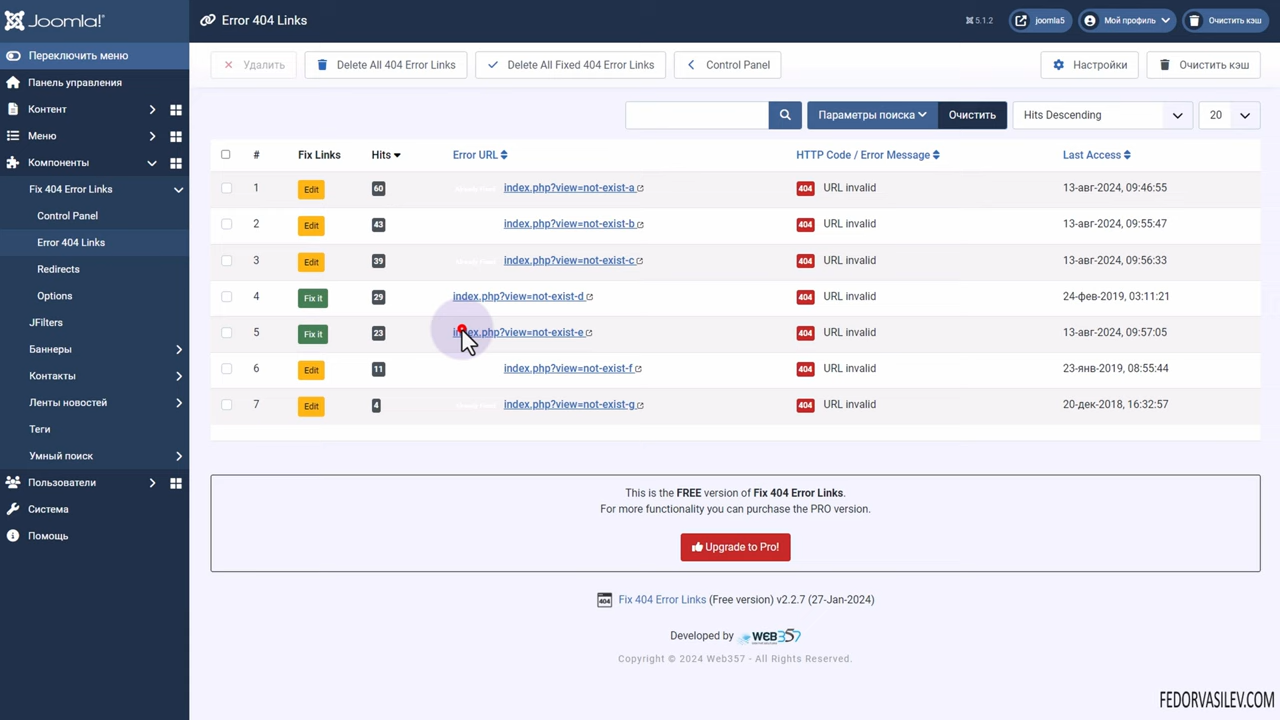 Joomla!
Error 404 Links
5.1.2
joomla5
Мой профиль
Очистить кэш
Переключить меню
Панель управления
Контент
Меню
Компоненты
Fix 404 Error Links
Control Panel
Error 404 Links
Redirects
Options
JFilters
Баннеры
Контакты
Ленты новостей
Теги
Умный поиск
Пользователи
Система
Помощь
Удалить
Delete All 404 Error Links
Delete All Fixed 404 Error Links
Control Panel
Настройки
Очистить кэш
Параметры поиска
Очистить
Hits Descending
20
# Fix Links Hits Error URL HTTP Code / Error Message Last Access
1 Edit 60 index.php?view=not-exist-a 404 URL invalid 13-авг-2024, 09:46:55
2 Edit 43 index.php?view=not-exist-b 404 URL invalid 13-авг-2024, 09:55:47
3 Edit 39 index.php?view=not-exist-c 404 URL invalid 13-авг-2024, 09:56:33
4 Fix it 29 index.php?view=not-exist-d 404 URL invalid 24-фев-2019, 03:11:21
5 Fix it 23 index.php?view=not-exist-e 404 URL invalid 13-авг-2024, 09:57:05
6 Edit 11 index.php?view=not-exist-f 404 URL invalid 23-янв-2019, 08:55:44
7 Edit 4 index.php?view=not-exist-g 404 URL invalid 20-дек-2018, 16:32:57
This is the FREE version of Fix 404 Error Links.
For more functionality you can purchase the PRO version.
Upgrade to Pro!
404 Fix 404 Error Links (Free version) v2.2.7 (27-Jan-2024)
Developed by WEB357
Copyright © 2024 Web357 - All Rights Reserved.
FEDORVASILEV.COM